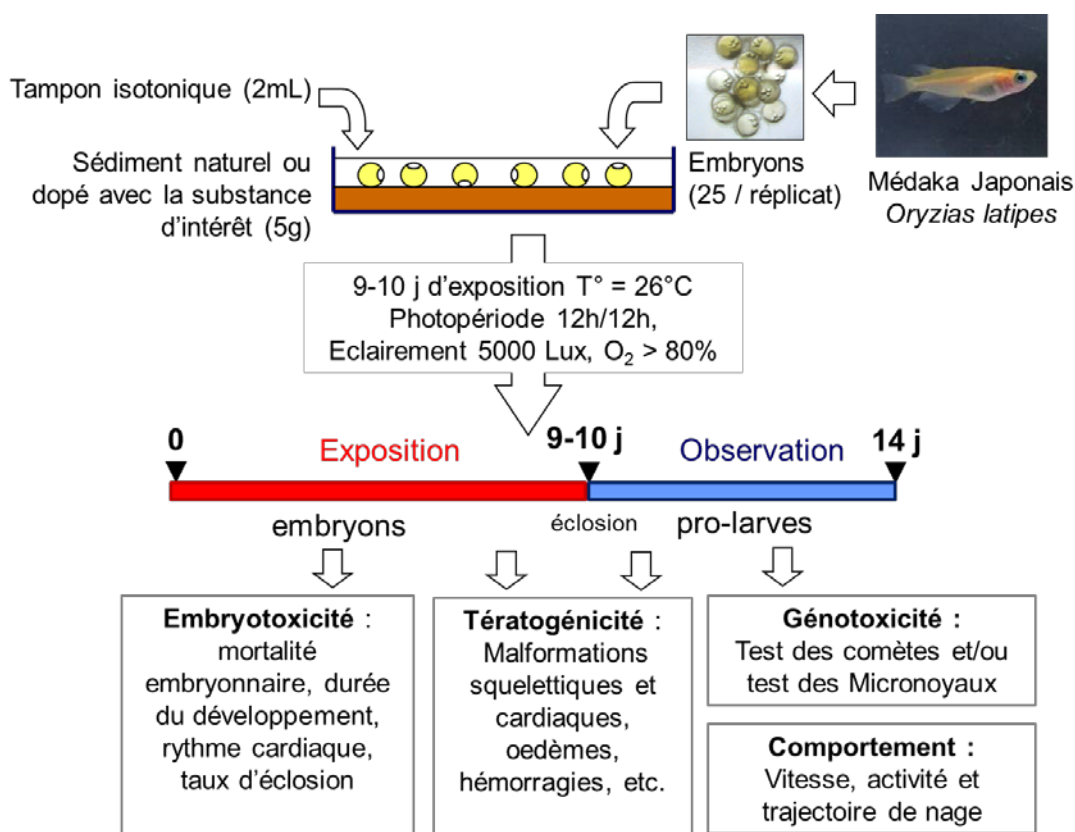 Tampon isotonique (2mL)
Sédiment naturel ou
dopé avec la substance
d'intérêt (5g)
Embryons
(25 / réplicat)
Médaka Japonais
Oryzias latipes
9-10 j d'exposition T° = 26°C
Photopériode 12h/12h,
Eclairement 5000 Lux, O₂ > 80%
0
9-10 j
14 j
Exposition
Observation
embryons
éclosion
pro-larves
Embryotoxicité :
mortalité
embryonnaire, durée
du développement,
rythme cardiaque,
taux d'éclosion
Tératogénicité :
Malformations
squelettiques et
cardiaques,
oedèmes,
hémorragies, etc.
Génotoxicité :
Test des comètes et/ou
test des Micronoyaux
Comportement :
Vitesse, activité et
trajectoire de nage